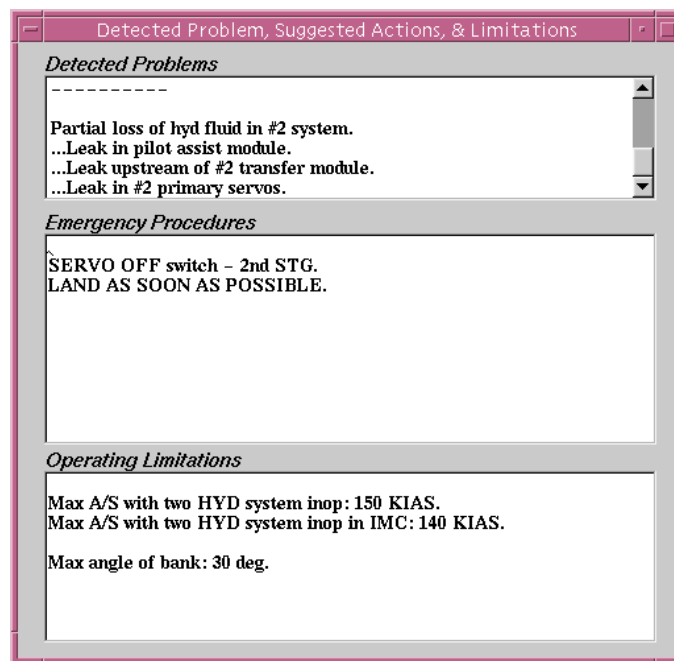 Detected Problem, Suggested Actions, & Limitations
Detected Problems
----------
Partial loss of hyd fluid in #2 system.
...Leak in pilot assist module.
...Leak upstream of #2 transfer module.
...Leak in #2 primary servos.
Emergency Procedures
SERVO OFF switch – 2nd STG.
LAND AS SOON AS POSSIBLE.
Operating Limitations
Max A/S with two HYD system inop: 150 KIAS.
Max A/S with two HYD system inop in IMC: 140 KIAS.
Max angle of bank: 30 deg.